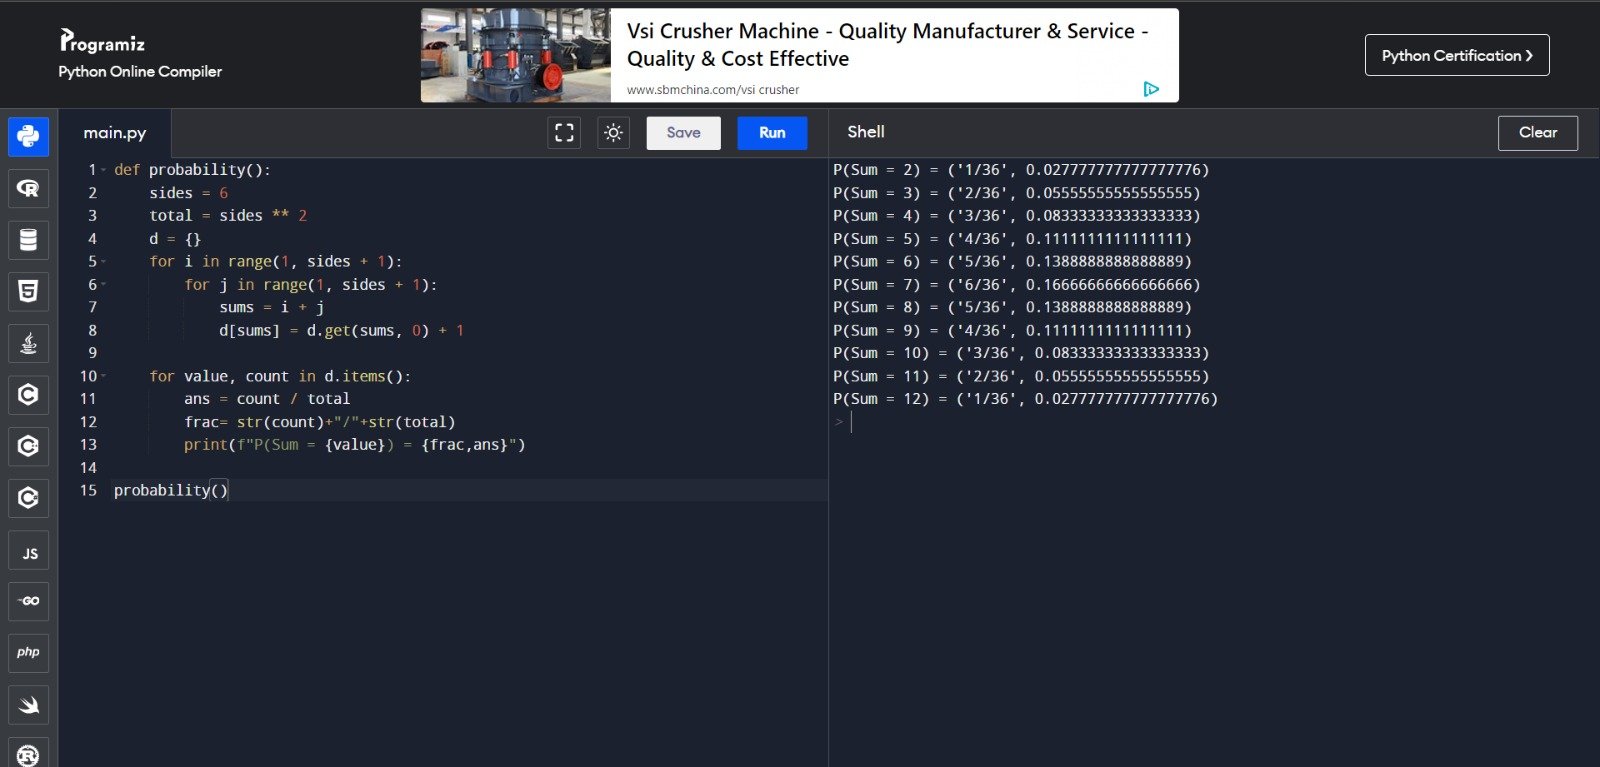 Programiz
Python Online Compiler
Vsi Crusher Machine - Quality Manufacturer & Service -
Quality & Cost Effective
www.sbmchina.com/vsi crusher
Python Certification >
main.py
Save
Run
Shell
Clear
1 def probability():
2     sides = 6
3     total = sides ** 2
4     d = {}
5     for i in range(1, sides + 1):
6         for j in range(1, sides + 1):
7             sums = i + j
8             d[sums] = d.get(sums, 0) + 1
9
10     for value, count in d.items():
11         ans = count / total
12         frac= str(count)+"/"+str(total)
13         print(f"P(Sum = {value}) = {frac,ans}")
14
15 probability()
P(Sum = 2) = ('1/36', 0.027777777777777776)
P(Sum = 3) = ('2/36', 0.05555555555555555)
P(Sum = 4) = ('3/36', 0.08333333333333333)
P(Sum = 5) = ('4/36', 0.1111111111111111)
P(Sum = 6) = ('5/36', 0.1388888888888889)
P(Sum = 7) = ('6/36', 0.16666666666666666)
P(Sum = 8) = ('5/36', 0.1388888888888889)
P(Sum = 9) = ('4/36', 0.1111111111111111)
P(Sum = 10) = ('3/36', 0.08333333333333333)
P(Sum = 11) = ('2/36', 0.05555555555555555)
P(Sum = 12) = ('1/36', 0.027777777777777776)
>
R
5
C
C
C
JS
GO
php
R